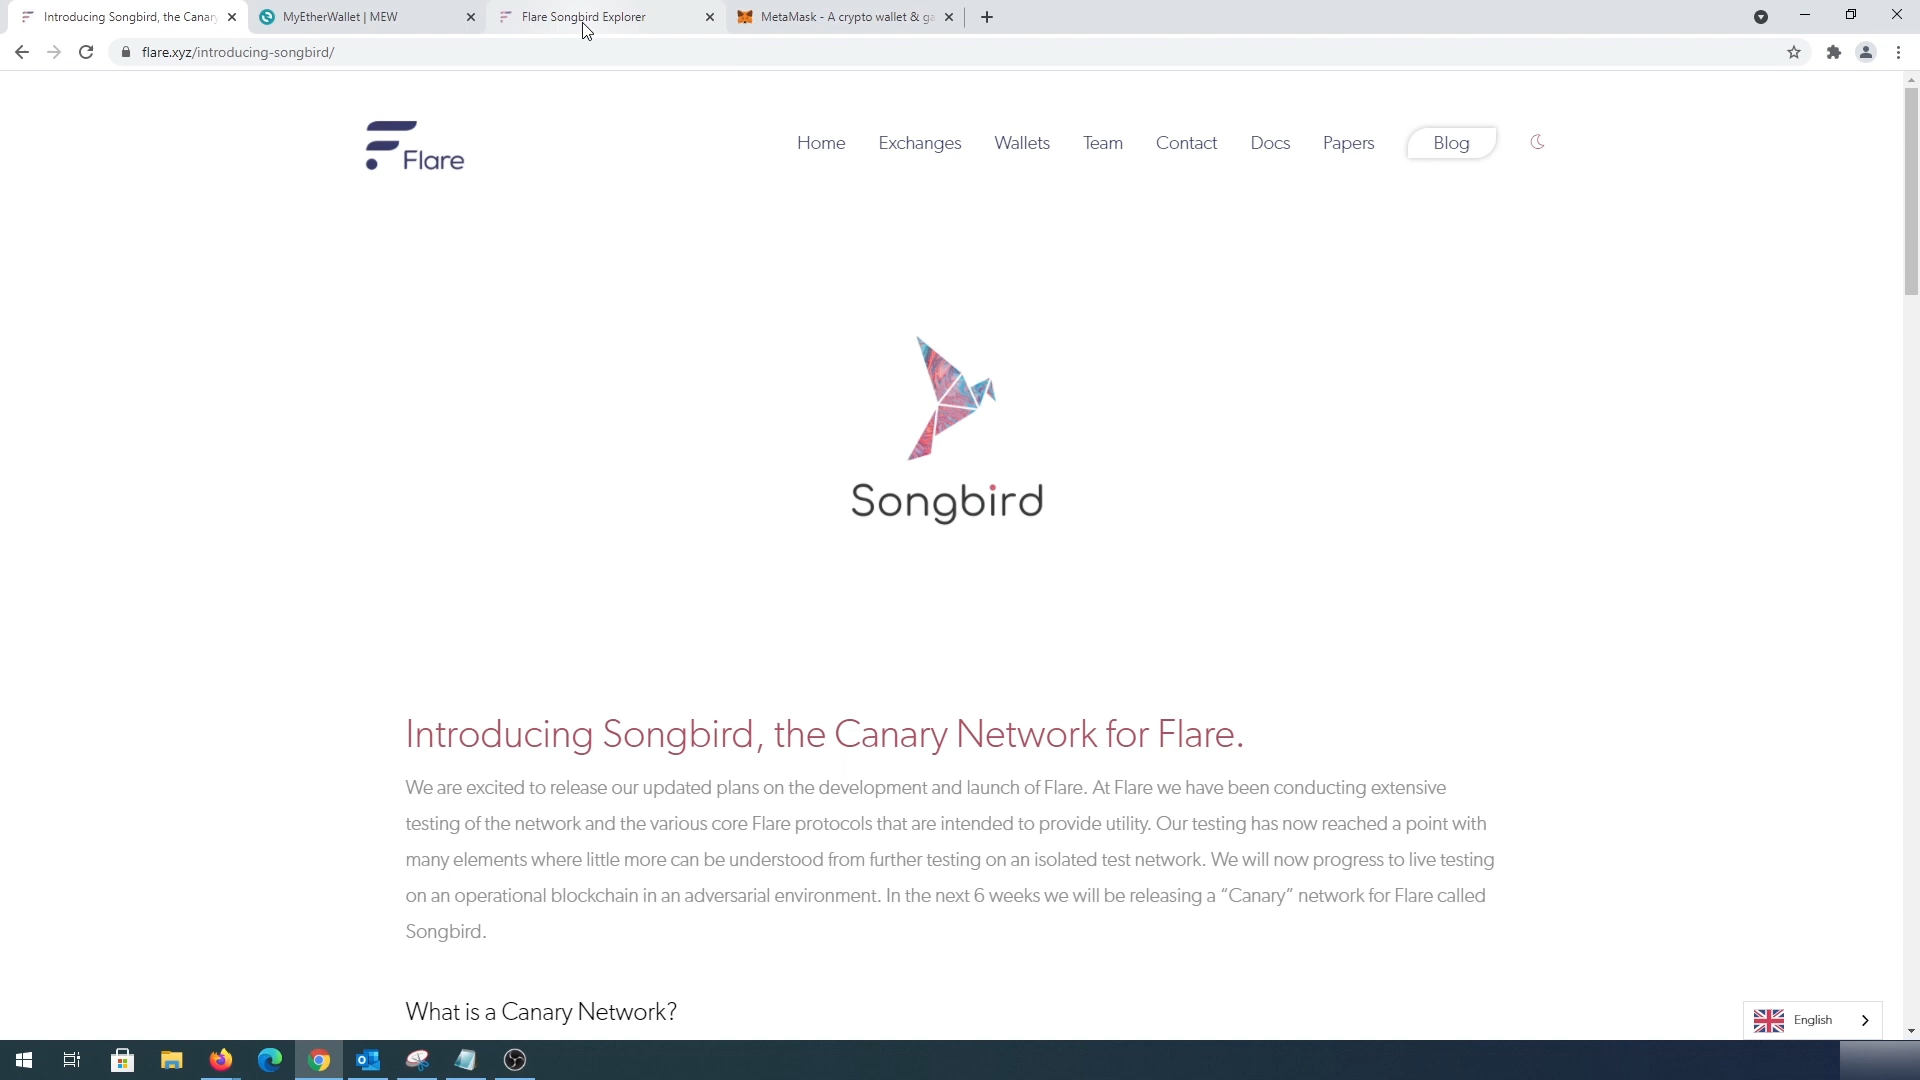 Introducing Songbird, the Canary
MyEtherWallet | MEW
Flare Songbird Explorer
MetaMask - A crypto wallet & ga
flare.xyz/introducing-songbird/
Flare
Home
Exchanges
Wallets
Team
Contact
Docs
Papers
Blog
Songbird
Introducing Songbird, the Canary Network for Flare.
We are excited to release our updated plans on the development and launch of Flare. At Flare we have been conducting extensive
testing of the network and the various core Flare protocols that are intended to provide utility. Our testing has now reached a point with
many elements where little more can be understood from further testing on an isolated test network. We will now progress to live testing
on an operational blockchain in an adversarial environment. In the next 6 weeks we will be releasing a “Canary” network for Flare called
Songbird.
What is a Canary Network?
English